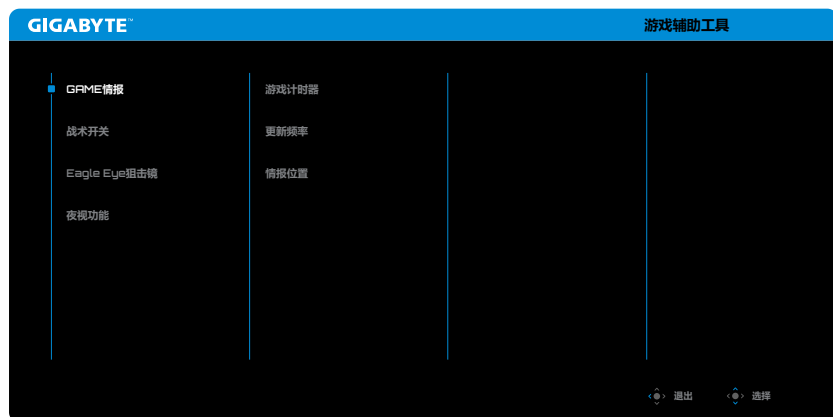 GIGABYTE™ 游戏辅助工具
GAME情报 游戏计时器
战术开关 更新频率
Eagle Eye狙击镜 情报位置
夜视功能
退出 选择